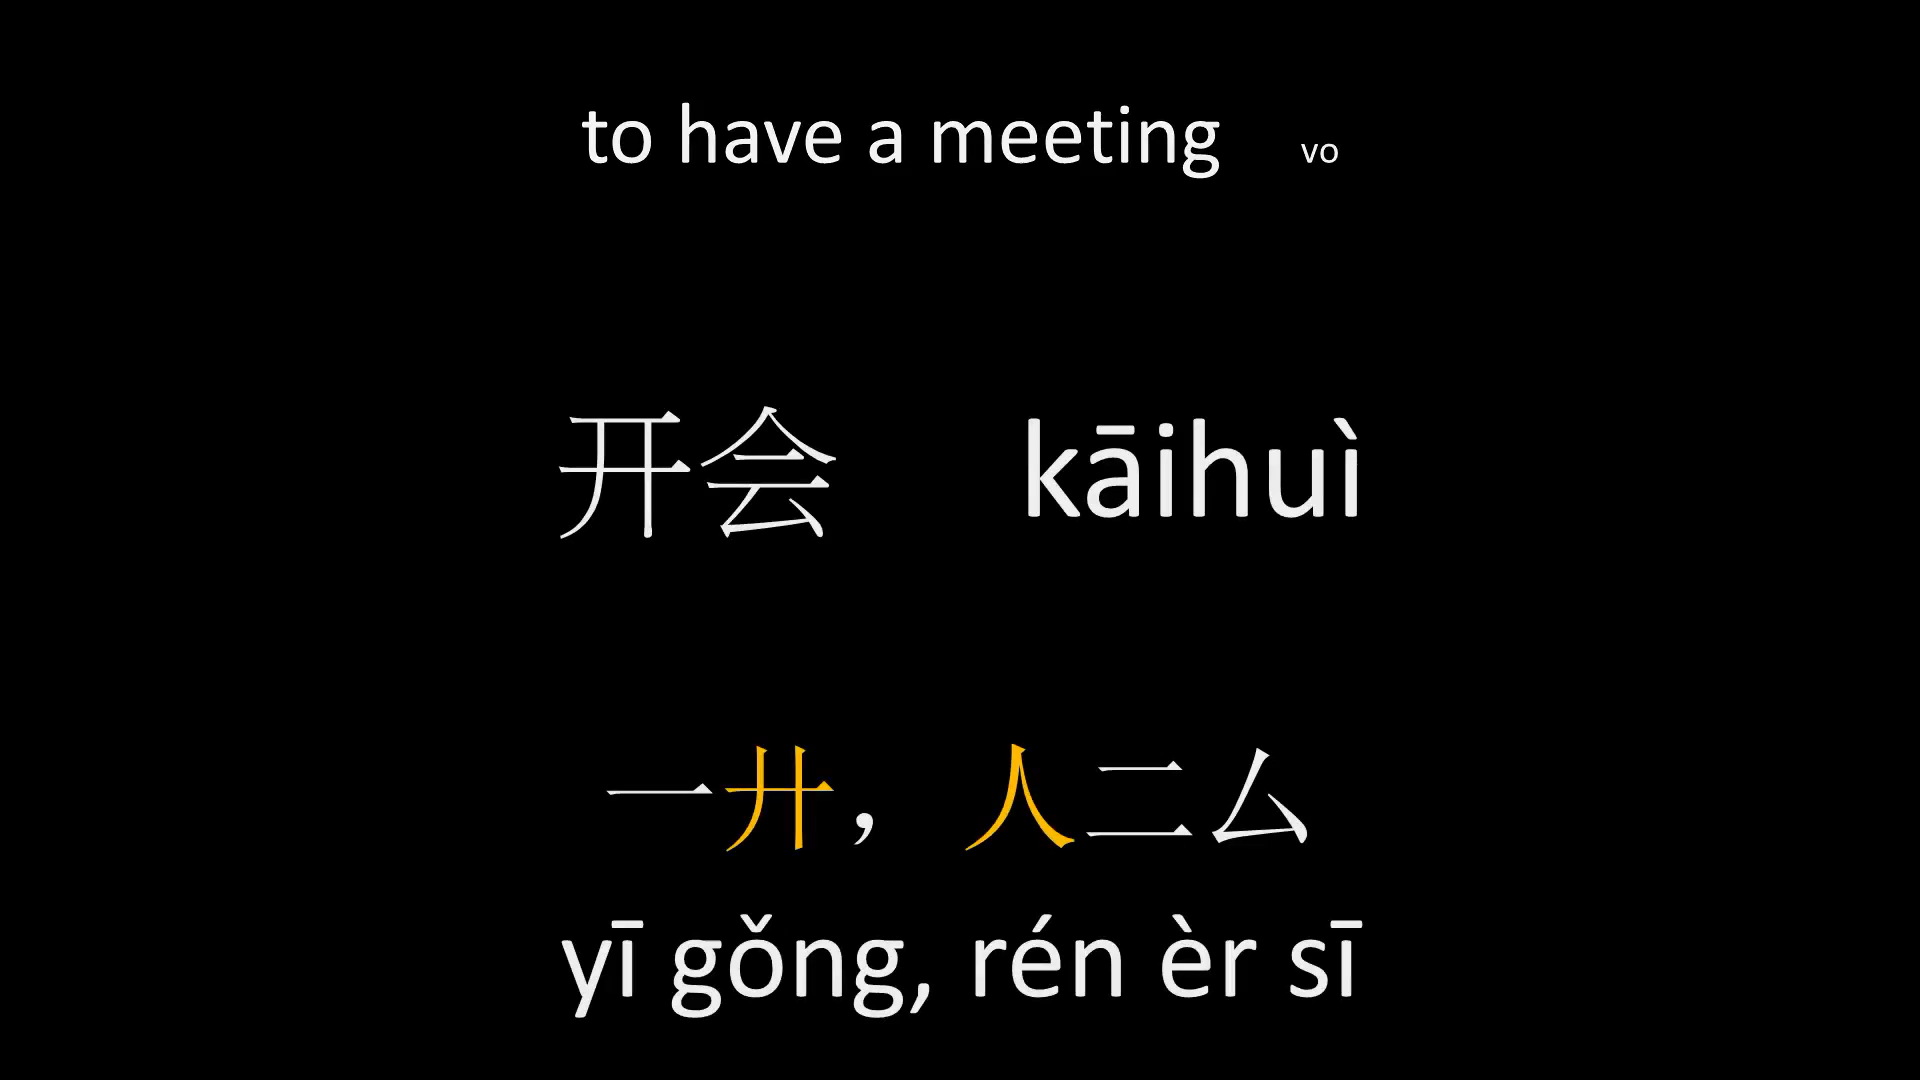 to have a meeting vo
开会 kāihuì
一廾，人二厶
yī gǒng, rén èr sī